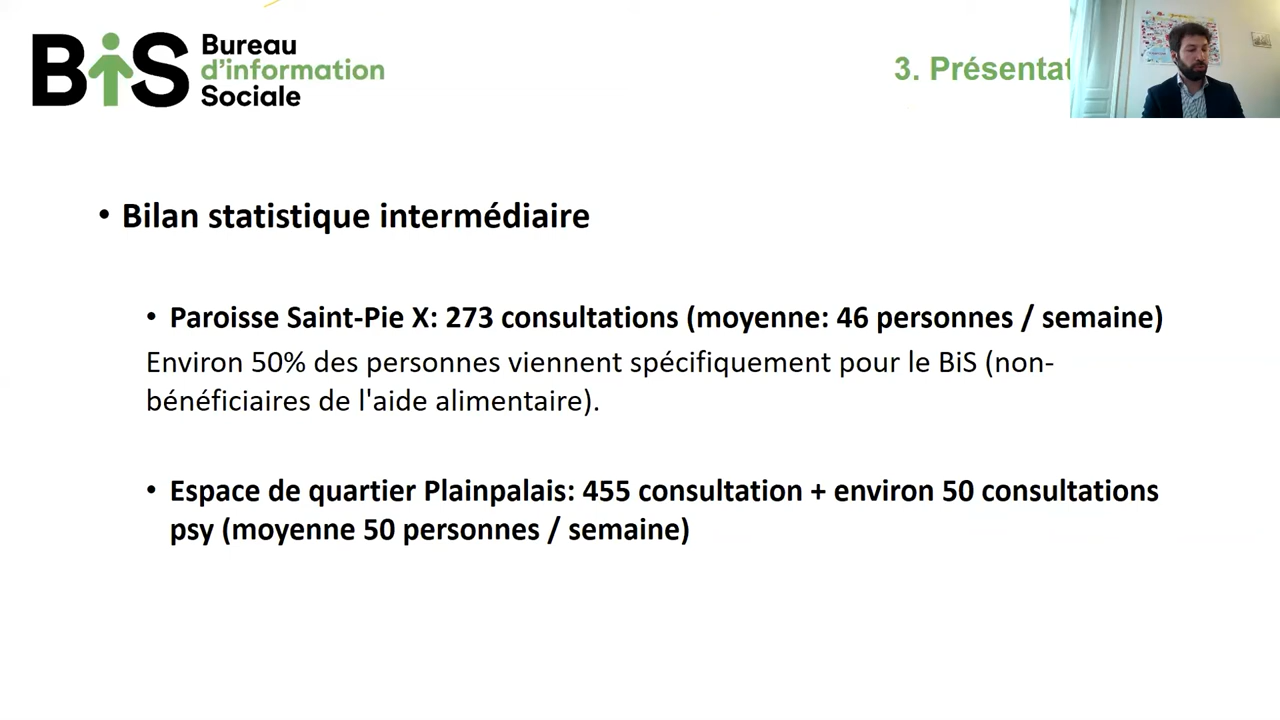 BiS
Bureau
d'information
Sociale
3. Présentat
• Bilan statistique intermédiaire
• Paroisse Saint-Pie X: 273 consultations (moyenne: 46 personnes / semaine)
Environ 50% des personnes viennent spécifiquement pour le BiS (non-
bénéficiaires de l'aide alimentaire).
• Espace de quartier Plainpalais: 455 consultation + environ 50 consultations
psy (moyenne 50 personnes / semaine)